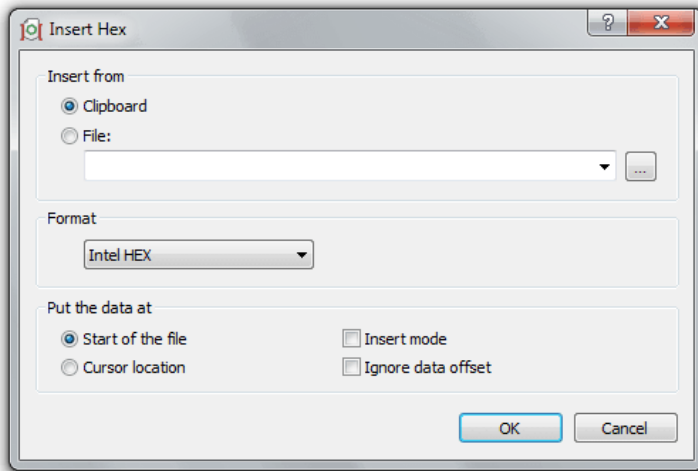 Insert Hex
?
Insert from
Clipboard
File:
...
Format
Intel HEX
Put the data at
Start of the file
Insert mode
Cursor location
Ignore data offset
OK
Cancel